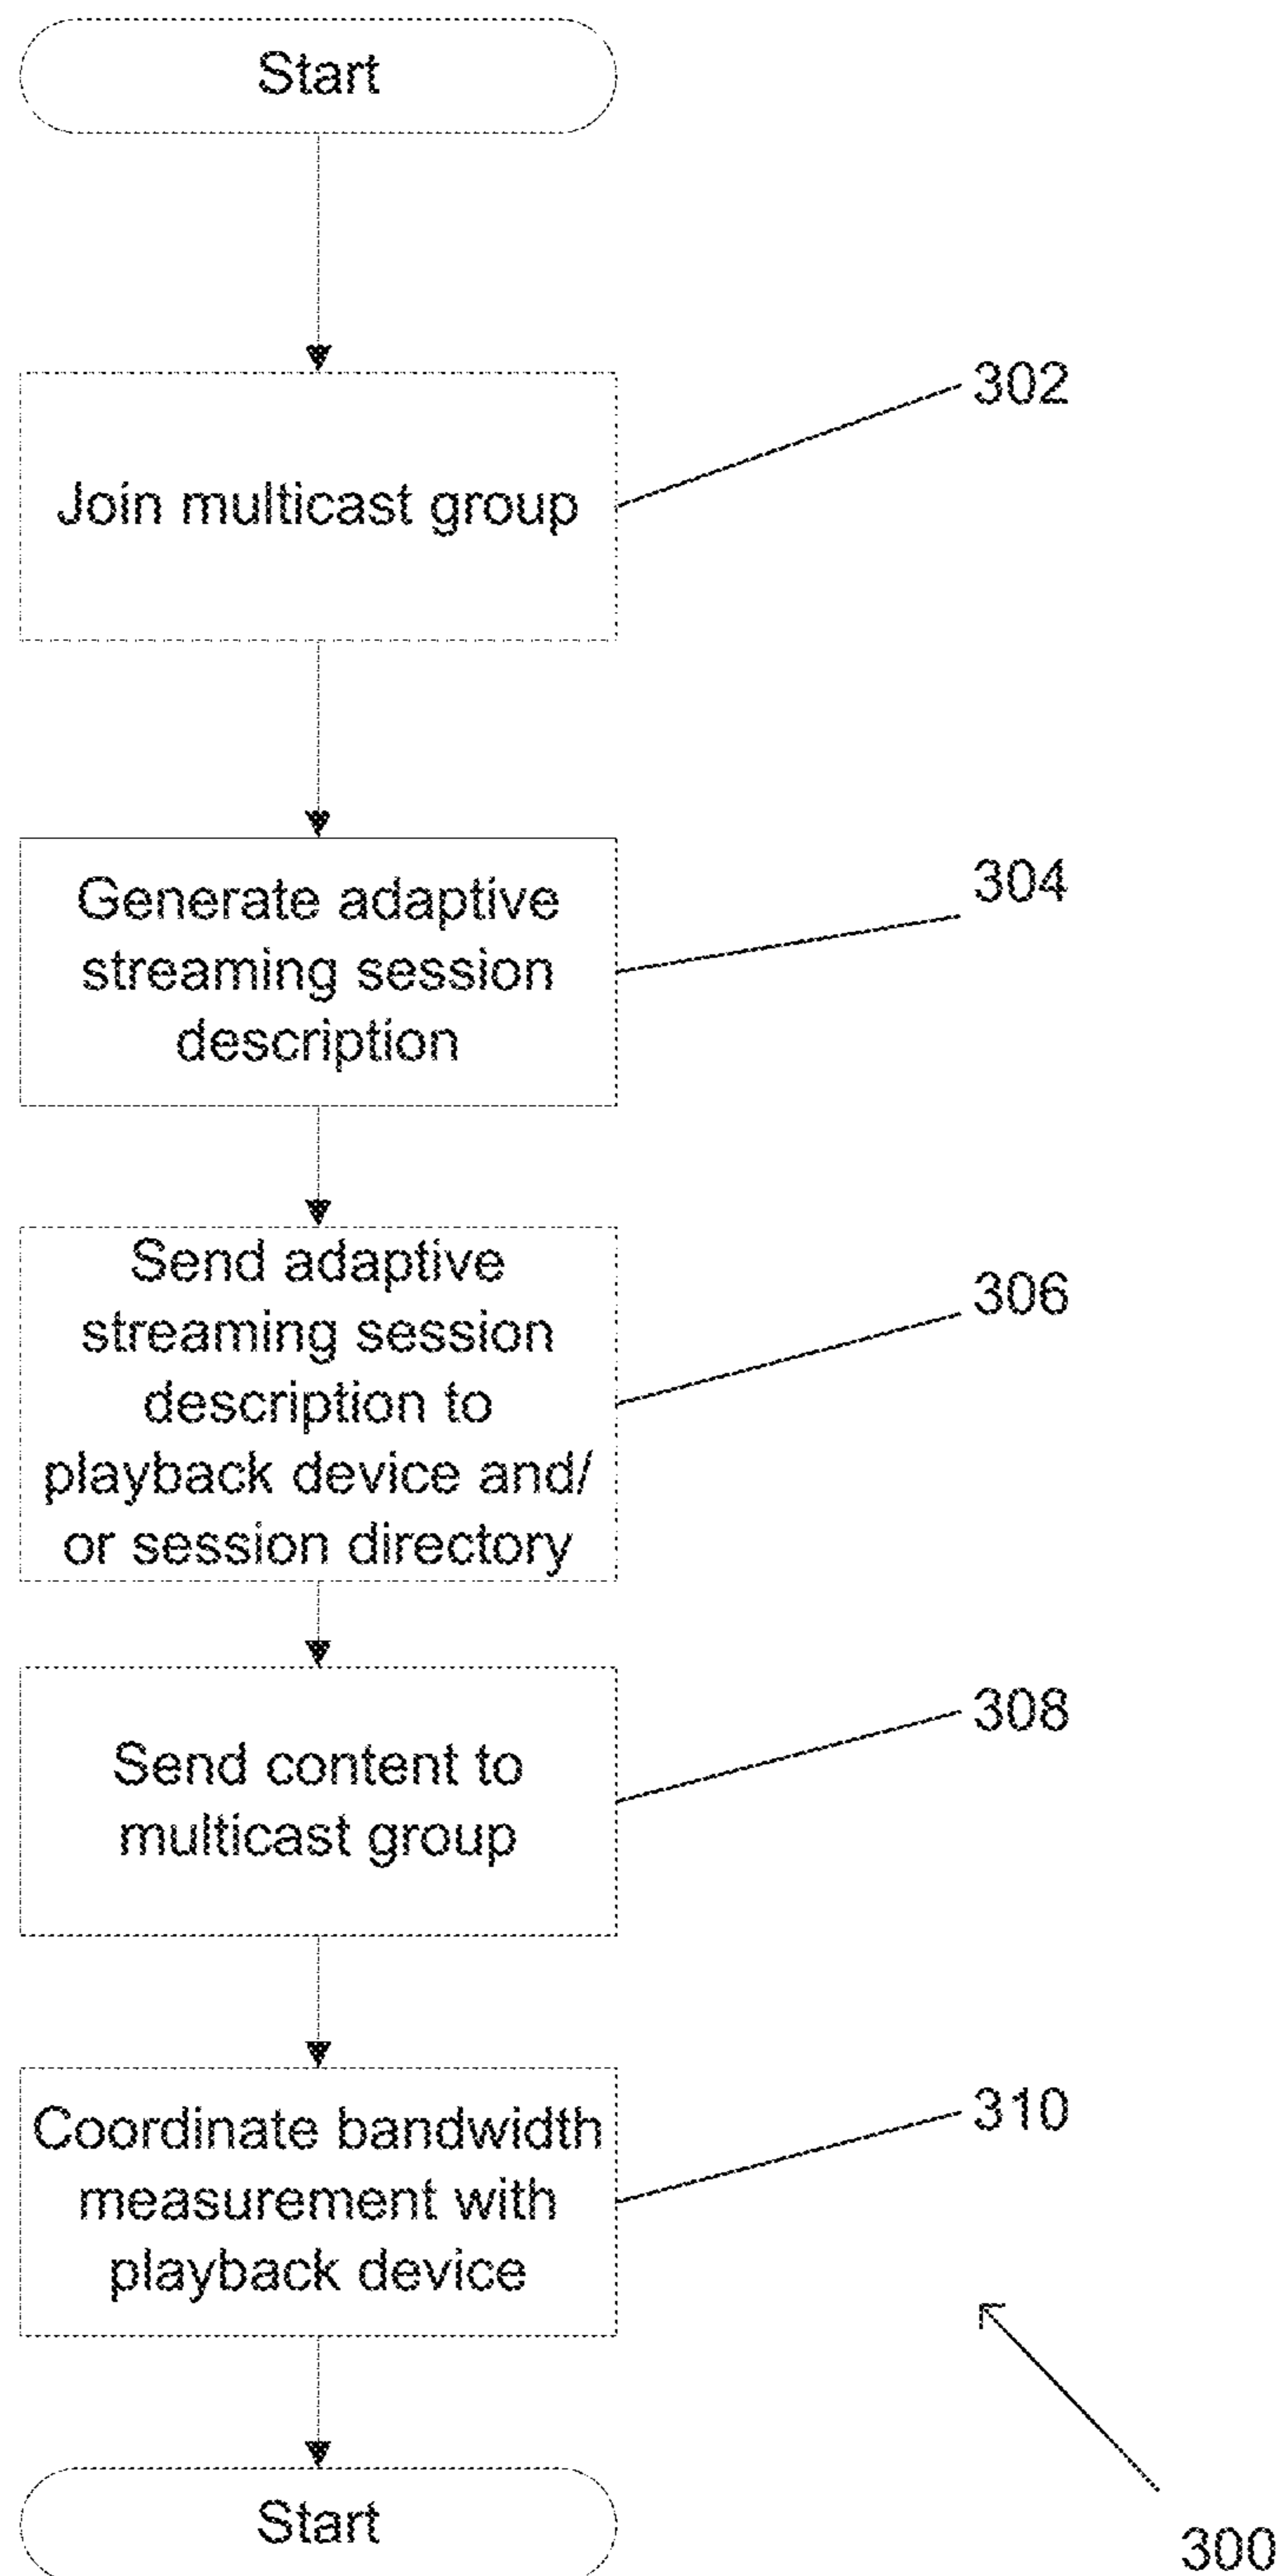 Start
302
Join multicast group
304
Generate adaptive
streaming session
description
Send adaptive
306
streaming session
description to
playback device and/
or session directory
308
Send content to
multicast group
310
Coordinate bandwidth
measurement with
playback device
Start
300